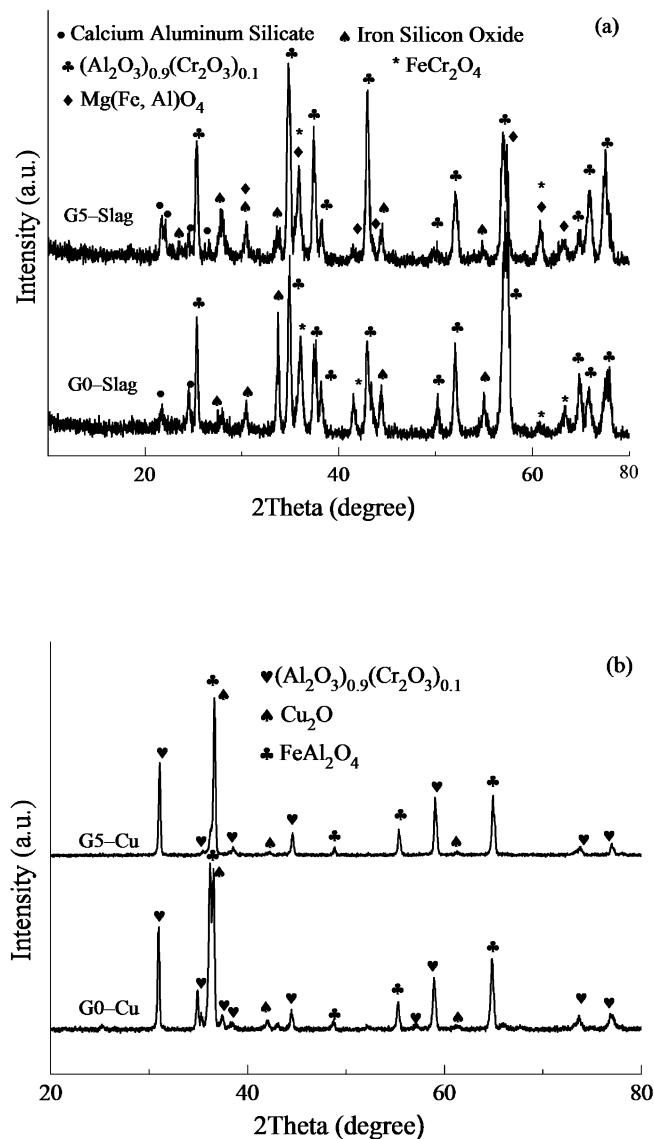 (a)
• Calcium Aluminum Silicate ♠ Iron Silicon Oxide
♣ (Al₂O₃)₀.₉(Cr₂O₃)₀.₁ * FeCr₂O₄
♦ Mg(Fe, Al)O₄
G5–Slag
G0–Slag
Intensity (a.u.)
20 40 60 80
2Theta (degree)
(b)
♥ (Al₂O₃)₀.₉(Cr₂O₃)₀.₁
♠ Cu₂O
♣ FeAl₂O₄
G5–Cu
G0–Cu
Intensity (a.u.)
20 40 60 80
2Theta (degree)